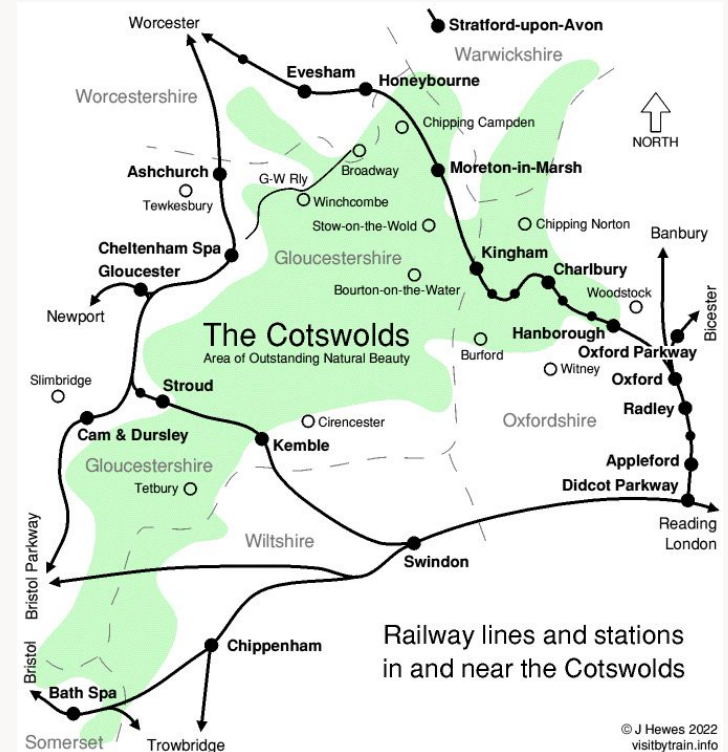 Worcester
Stratford-upon-Avon
Warwickshire
Evesham
Honeybourne
Worcestershire
Chipping Campden
NORTH
Broadway
Ashchurch
G-W Rly
Moreton-in-Marsh
Tewkesbury
Winchcombe
Stow-on-the-Wold
Chipping Norton
Banbury
Cheltenham Spa
Gloucestershire
Kingham
Gloucester
Charlbury
Bourton-on-the-Water
Woodstock
Bicester
Newport
The Cotswolds
Area of Outstanding Natural Beauty
Hanborough
Burford
Oxford Parkway
Witney
Slimbridge
Stroud
Oxford
Radley
Cirencester
Oxfordshire
Cam & Dursley
Kemble
Gloucestershire
Appleford
Tetbury
Didcot Parkway
Reading
London
Wiltshire
Swindon
Bristol Parkway
Chippenham
Railway lines and stations
in and near the Cotswolds
Bristol
Bath Spa
Somerset
Trowbridge
© J Hewes 2022
visitbytrain.info